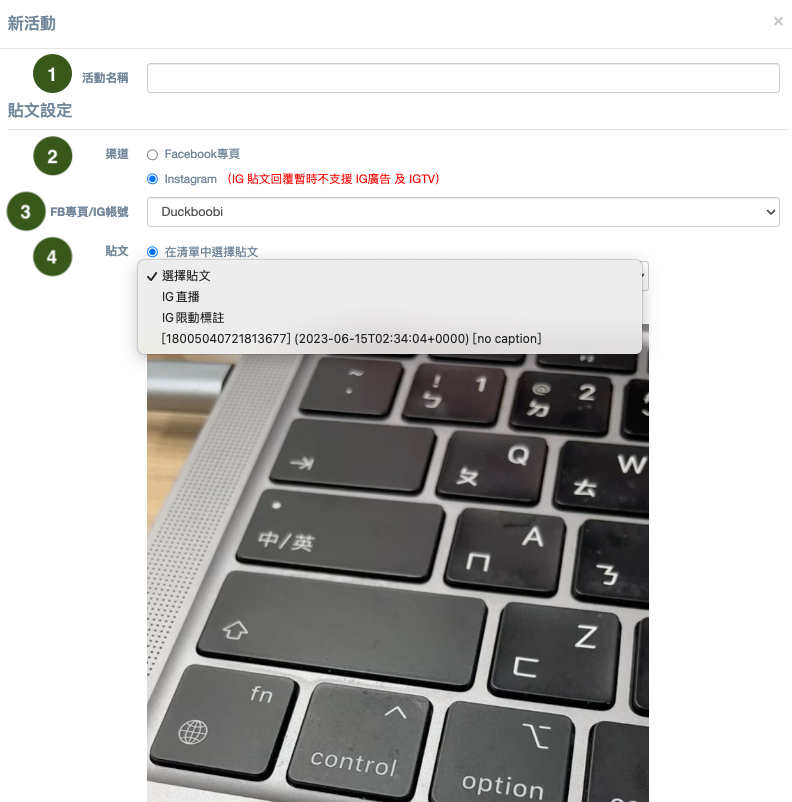 新活動
×
1 活動名稱
貼文設定
2 渠道 Facebook專頁
Instagram (IG 貼文回覆暫時不支援 IG廣告 及 IGTV)
3 FB專頁/IG帳號 Duckboobi
4 貼文 在清單中選擇貼文
✓ 選擇貼文
IG 直播
IG 限動標註
[18005040721813677] (2023-06-15T02:34:04+0000) [no caption]
~ ! 1 @ 2
· ㄅ ㄉ
Q W
ㄆ ㄊ
中/英 A
ㄇ ㄋ
Z
ㄈ
fn
control option